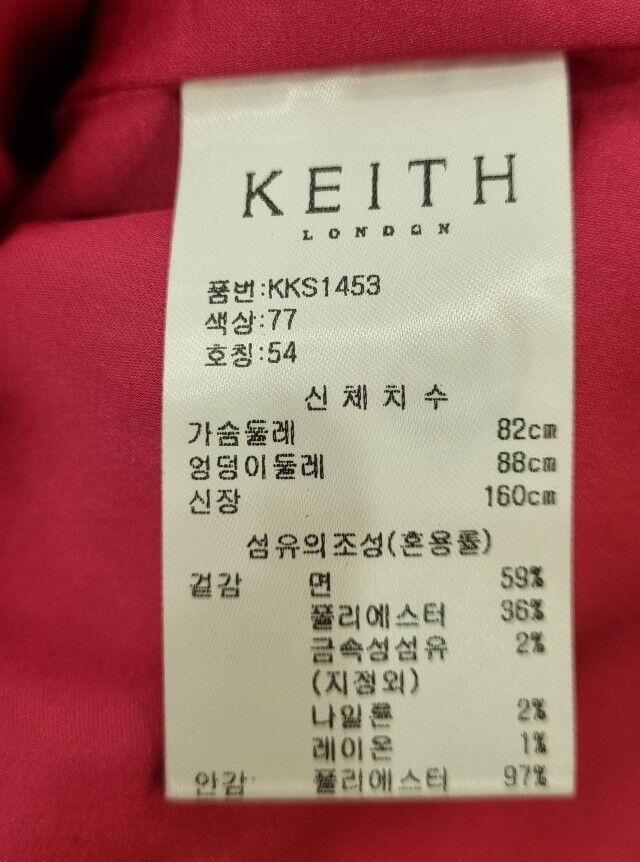 KEITH
LONDON
품번:KKS1453
색상:77
호칭:54
신체치수
가슴둘레 82cm
엉덩이둘레 88cm
신장 160cm
섬유의조성(혼용률)
겉감 면 59%
폴리에스터 36%
금속성섬유 2%
(지정외)
나일론 2%
레이온 1%
안감 폴리에스터 97%